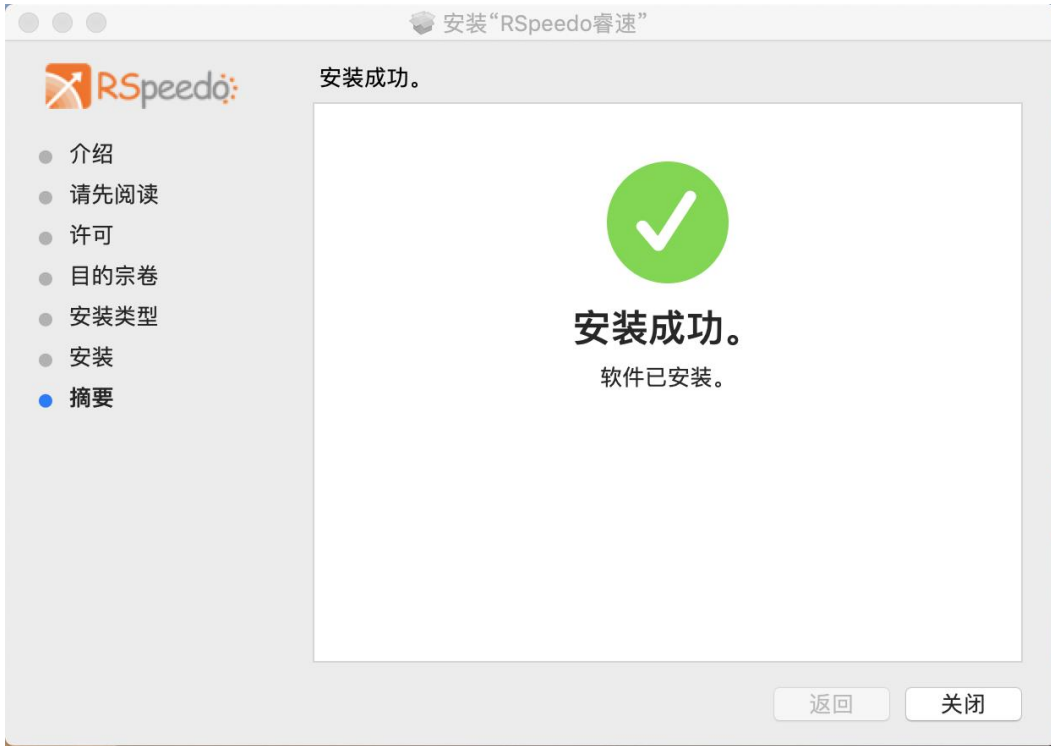 安装“RSpeedo睿速”
RSpeedo
安装成功。
介绍
请先阅读
许可
目的宗卷
安装类型
安装
摘要
安装成功。
软件已安装。
返回
关闭